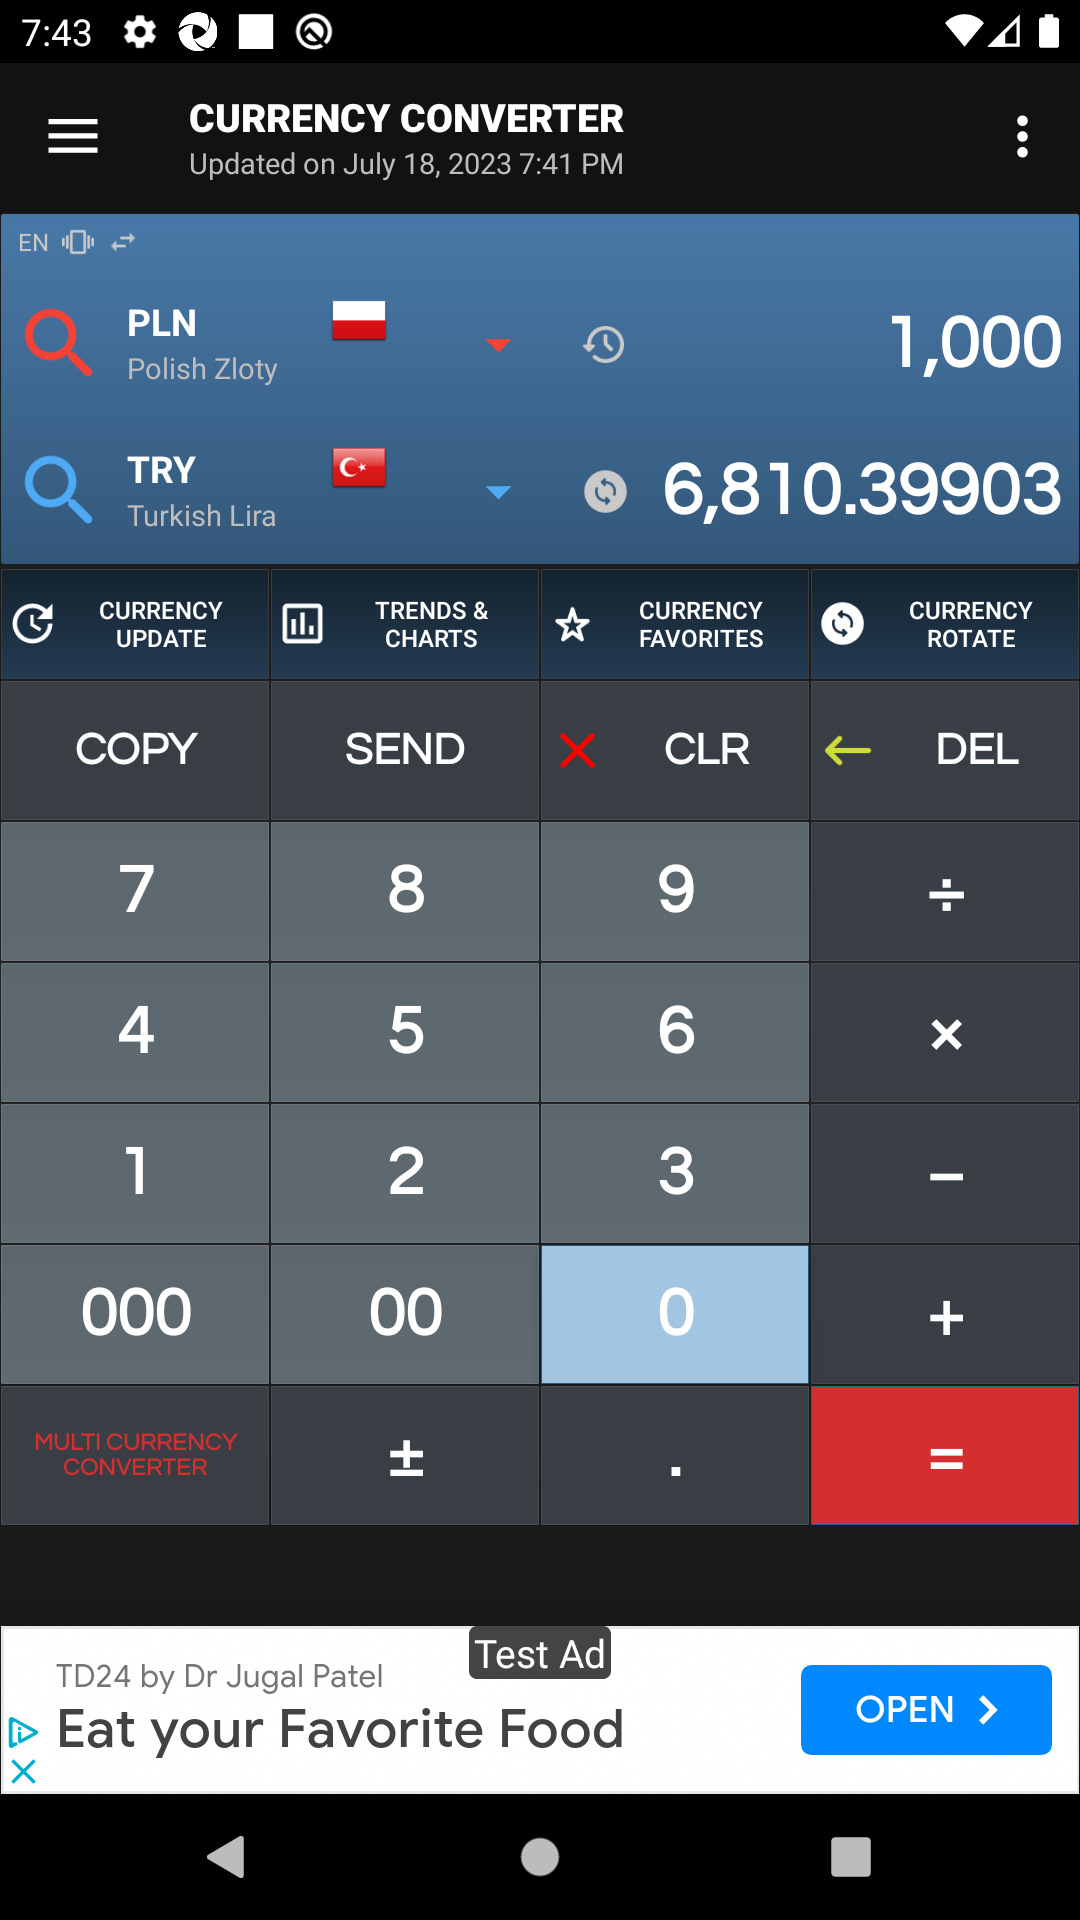 7:43
CURRENCY CONVERTER
Updated on July 18, 2023 7:41 PM
EN
PLN
Polish Zloty
1,000
TRY
Turkish Lira
6,810.39903
CURRENCY
UPDATE
TRENDS &
CHARTS
CURRENCY
FAVORITES
CURRENCY
ROTATE
COPY
SEND
CLR
DEL
7
8
9
÷
4
5
6
×
1
2
3
–
000
00
0
+
MULTI CURRENCY
CONVERTER
±
.
=
Test Ad
TD24 by Dr Jugal Patel
Eat your Favorite Food
OPEN